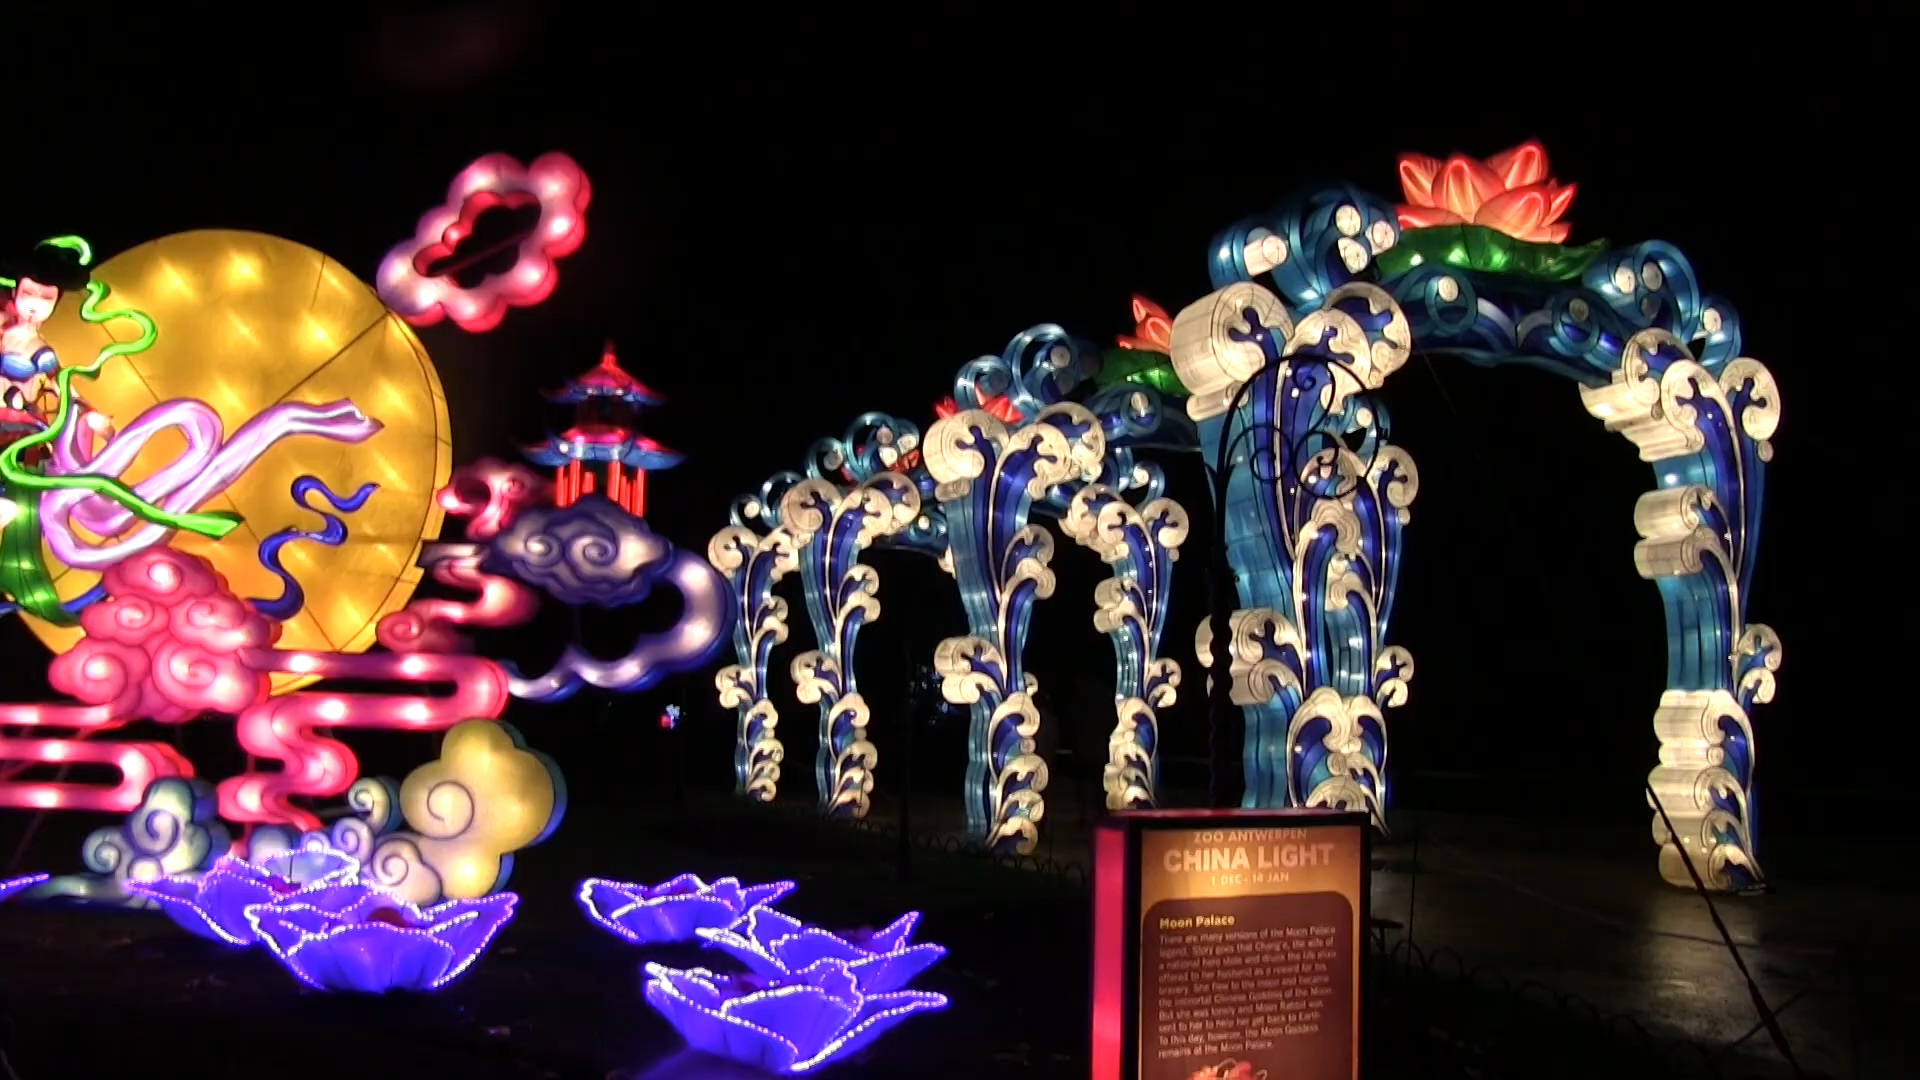 ZOO ANTWERPEN
CHINA LIGHT
1 DEC - 14 JAN
Moon Palace
There are many versions of the Moon Palace
legend. Story goes that Chang'e, the wife of
a national hero stole and drank the life elixir
offered to her husband as a reward for his
bravery. She flew to the moon and became
the immortal Chinese Goddess of the Moon.
But she was lonely and Moon Rabbit was
sent to her to help her get back to Earth.
To this day, however, the Moon Goddess
remains at the Moon Palace.